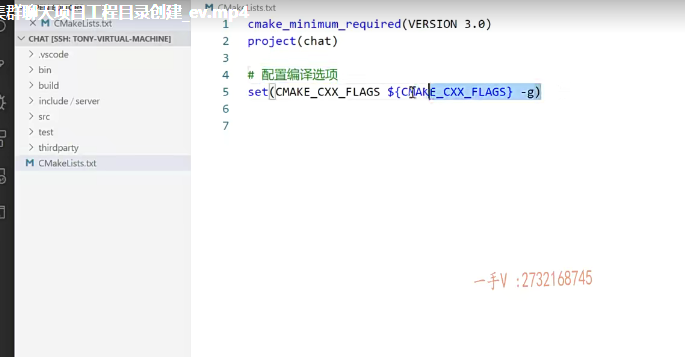 集群聊天项目工程目录创建_ev.mp4
CMakeLists.txt
CHAT [SSH: TONY-VIRTUAL-MACHINE]
.vscode
bin
build
include / server
src
test
thirdparty
CMakeLists.txt
CMakeLists.txt
1 cmake_minimum_required(VERSION 3.0)
2 project(chat)
3
4 # 配置编译选项
5 set(CMAKE_CXX_FLAGS ${CMAKE_CXX_FLAGS} -g)
6
7
一手V :2732168745